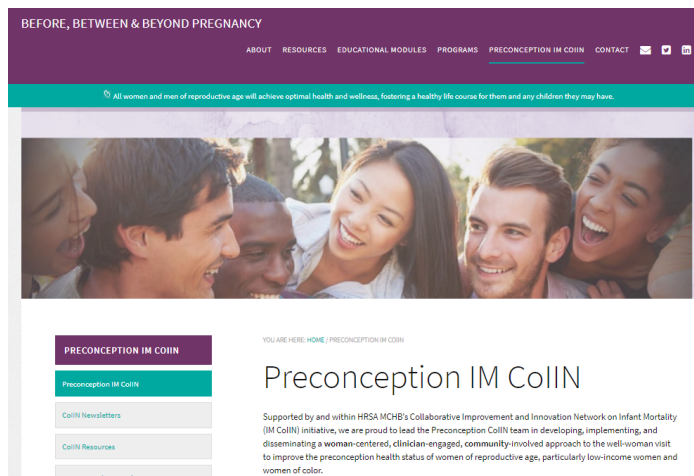 BEFORE, BETWEEN & BEYOND PREGNANCY
ABOUT RESOURCES EDUCATIONAL MODULES PROGRAMS PRECONCEPTION IM COIIN CONTACT
All women and men of reproductive age will achieve optimal health and wellness, fostering a healthy life course for them and any children they may have.
PRECONCEPTION IM COIIN
Preconception IM CoIIN
CoIIN Newsletters
CoIIN Resources
YOU ARE HERE: HOME / PRECONCEPTION IM COIIN
Preconception IM CoIIN
Supported by and within HRSA MCHB's Collaborative Improvement and Innovation Network on Infant Mortality
(IM CoIIN) initiative, we are proud to lead the Preconception CoIIN team in developing, implementing, and
disseminating a woman-centered, clinician-engaged, community-involved approach to the well-woman visit
to improve the preconception health status of women of reproductive age, particularly low-income women and
women of color.